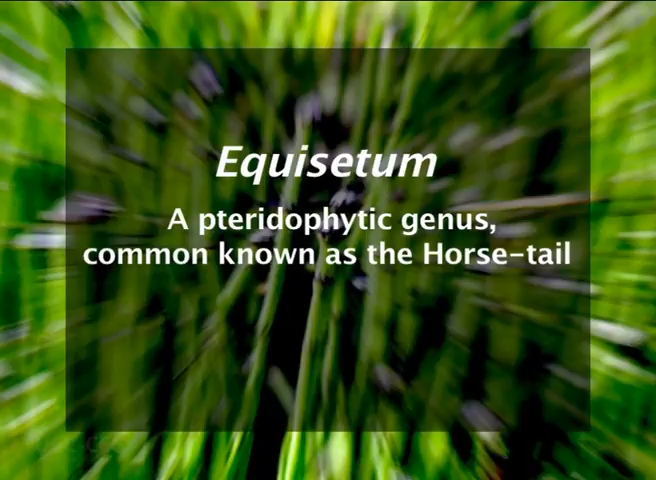 Equisetum
A pteridophytic genus,
common known as the Horse-tail